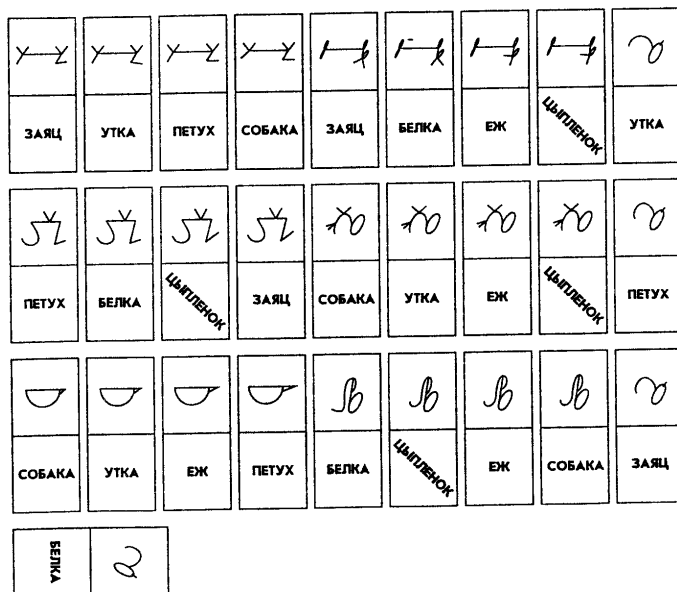 ЗАЯЦ УТКА ПЕТУХ СОБАКА ЗАЯЦ БЕЛКА ЕЖ ЦЫПЛЕНОК УТКА
ПЕТУХ БЕЛКА ЦЫПЛЕНОК ЗАЯЦ СОБАКА УТКА ЕЖ ЦЫПЛЕНОК ПЕТУХ
СОБАКА УТКА ЕЖ ПЕТУХ БЕЛКА ЦЫПЛЕНОК ЕЖ СОБАКА ЗАЯЦ
БЕЛКА